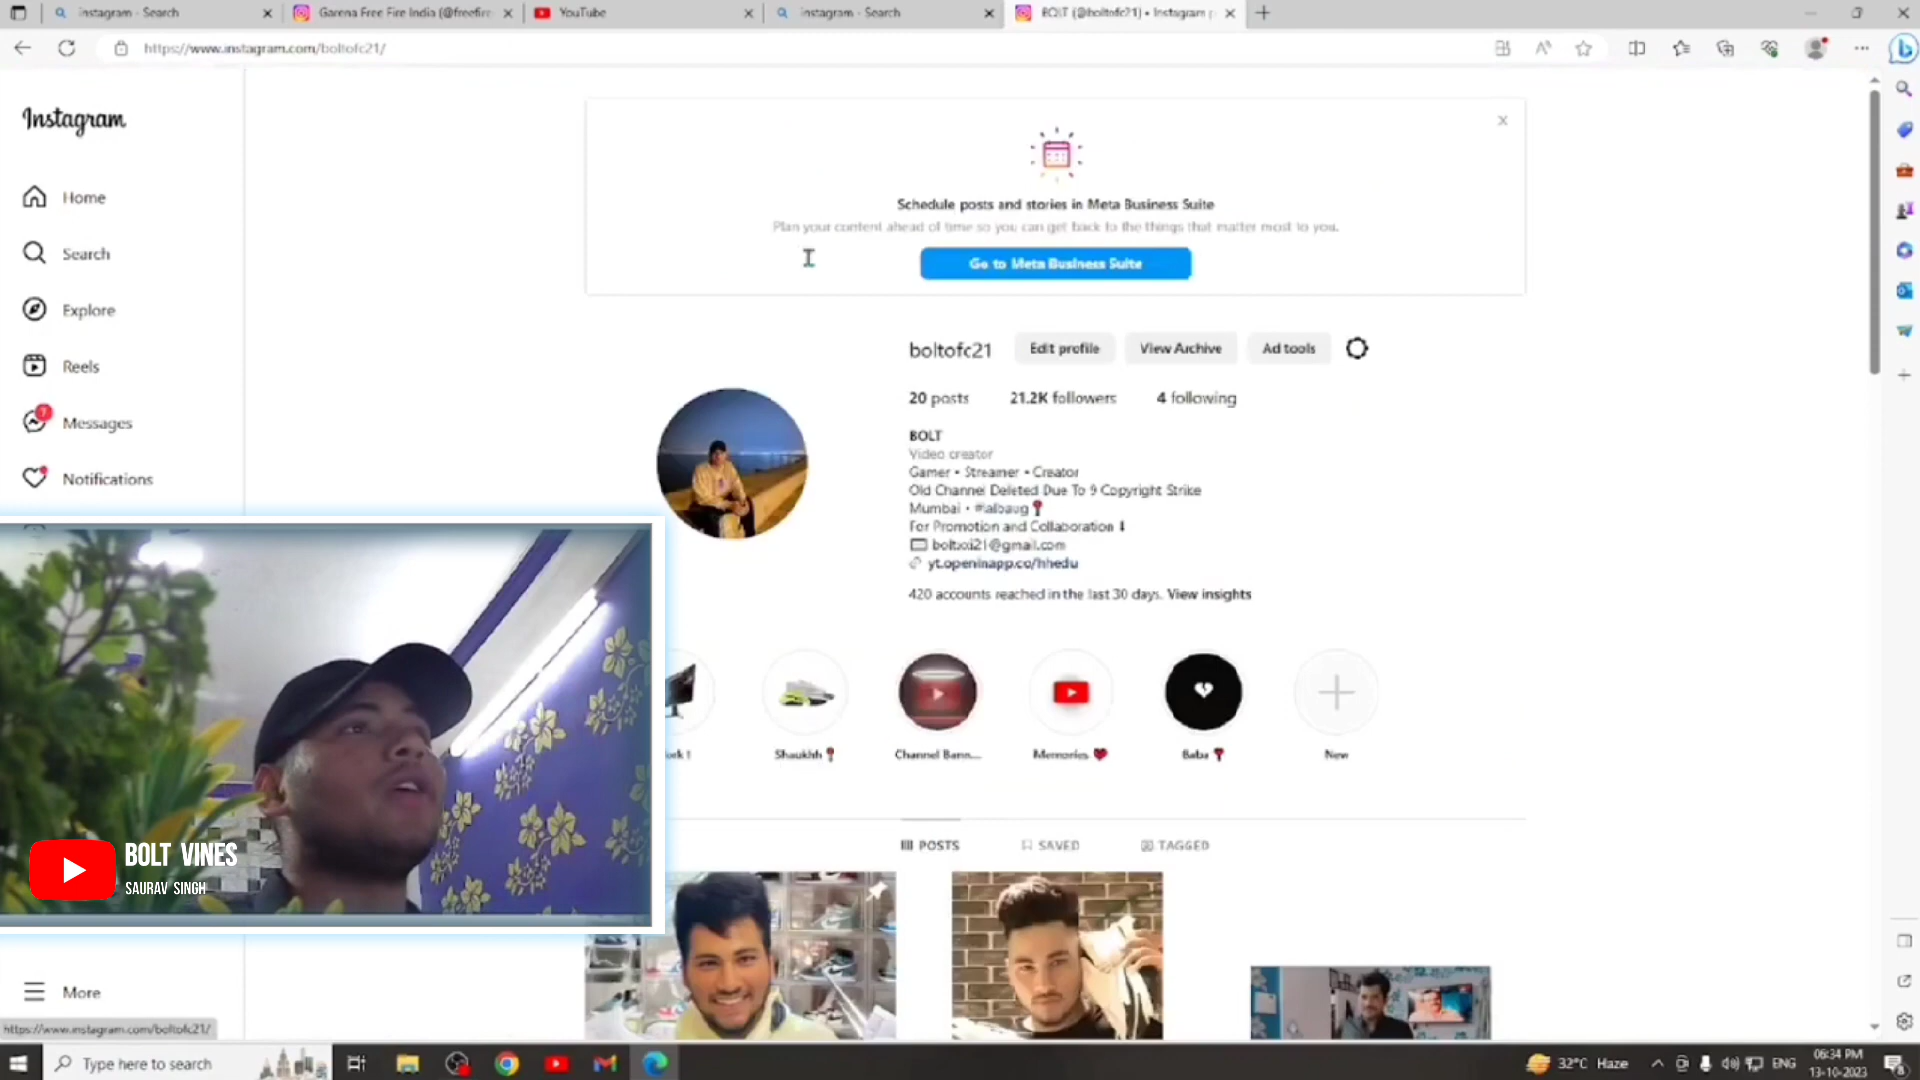 instagram - Search
Garena Free Fire India (@freefire
YouTube
instagram - Search
BOLT (@boltofc21) • Instagram p
https://www.instagram.com/boltofc21/
Instagram
Home
Search
Explore
Reels
7
Messages
Notifications
Schedule posts and stories in Meta Business Suite
Plan your content ahead of time so you can get back to the things that matter most to you.
Go to Meta Business Suite
boltofc21
Edit profile
View Archive
Ad tools
20 posts
21.2K followers
4 following
BOLT
Video creator
Gamer • Streamer • Creator
Old Channel Deleted Due To 9 Copyright Strike
Mumbai • #albaug
For Promotion and Collaboration
yt.openinapp.co/hhedu
420 accounts reached in the last 30 days. View insights
Shaukhh
Channel Bann...
Memories
Baba
New
POSTS
SAVED
TAGGED
BOLT VINES
SAURAV SINGH
More
https://www.instagram.com/boltofc21/
Type here to search
32°C Haze
ENG
06:34 PM
13-10-2023